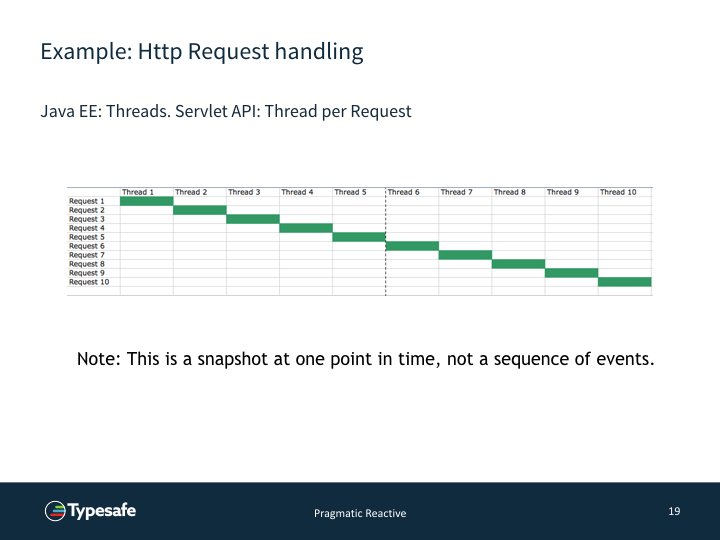 Example: Http Request handling
Java EE: Threads. Servlet API: Thread per Request
Thread 1 Thread 2 Thread 3 Thread 4 Thread 5 Thread 6 Thread 7 Thread 8 Thread 9 Thread 10
Request 1
Request 2
Request 3
Request 4
Request 5
Request 6
Request 7
Request 8
Request 9
Request 10
Note: This is a snapshot at one point in time, not a sequence of events.
Typesafe
Pragmatic Reactive
19